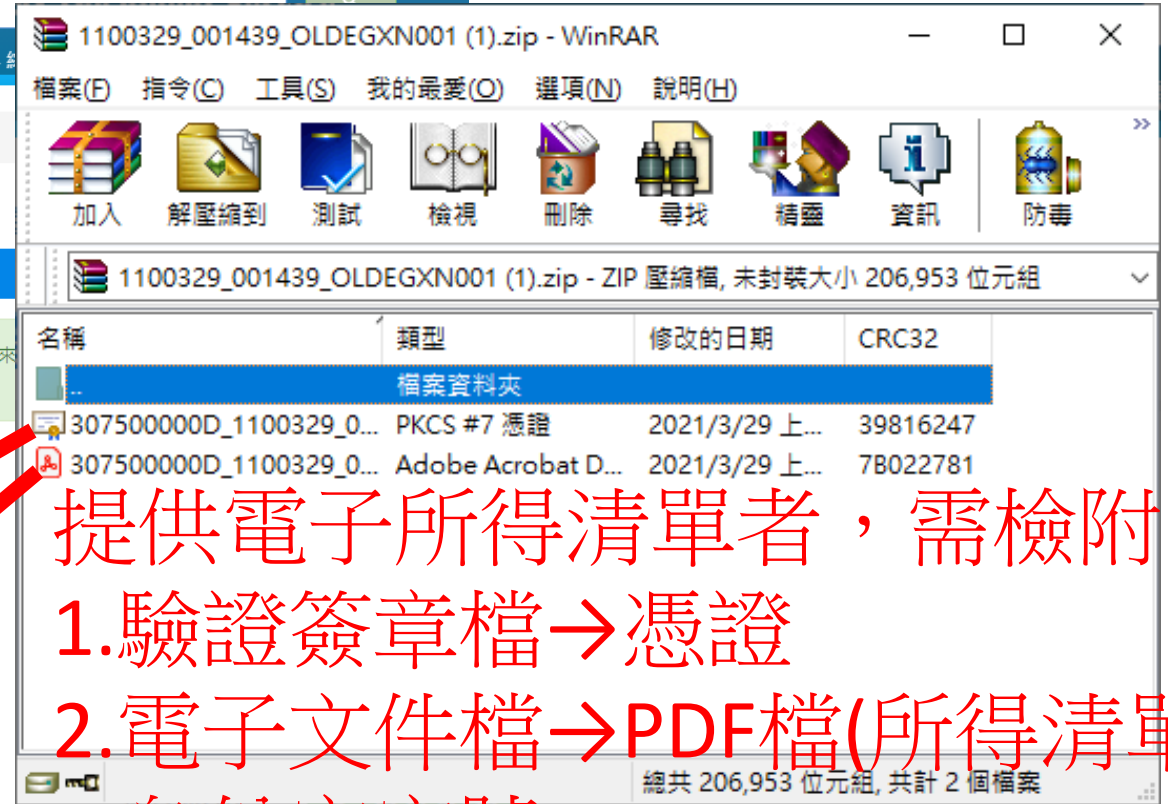 1100329_001439_OLDEGXN001 (1).zip - WinRAR
檔案(F) 指令(C) 工具(S) 我的最愛(O) 選項(N) 說明(H)
加入 解壓縮到 測試 檢視 刪除 尋找 精靈 資訊 防毒
1100329_001439_OLDEGXN001 (1).zip - ZIP 壓縮檔, 未封裝大小 206,953 位元組
名稱 類型 修改的日期 CRC32
.. 檔案資料夾
307500000D_1100329_0... PKCS #7 憑證 2021/3/29 上... 39816247
307500000D_1100329_0... Adobe Acrobat D... 2021/3/29 上... 7B022781
提供電子所得清單者，需檢附
1.驗證簽章檔→憑證
2.電子文件檔→PDF檔(所得清單
總共 206,953 位元組, 共計 2 個檔案